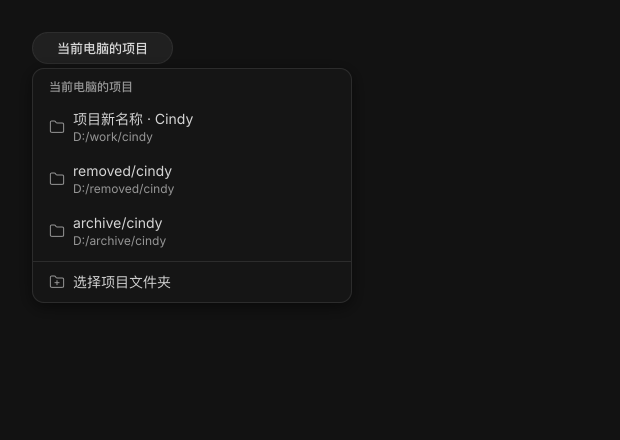 当前电脑的项目
当前电脑的项目
项目新名称 · Cindy
D:/work/cindy
removed/cindy
D:/removed/cindy
archive/cindy
D:/archive/cindy
选择项目文件夹